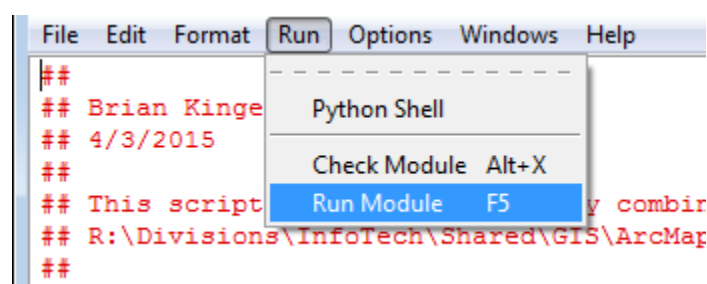 File Edit Format Run Options Windows Help
##
## Brian Kinge
Python Shell
## 4/3/2015
##
Check Module Alt+X
## This script
Run Module F5
combin
## R:\Divisions\InfoTech\Shared\GIS\ArcMap
##